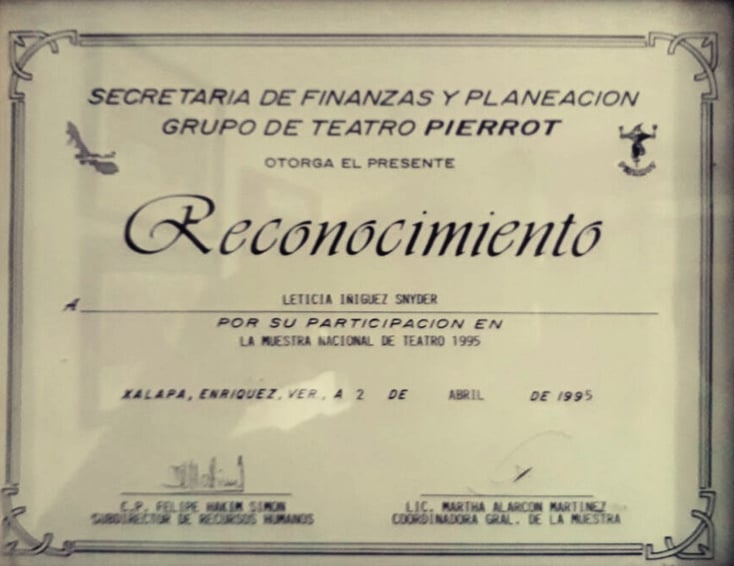 SECRETARIA DE FINANZAS Y PLANEACION
GRUPO DE TEATRO PIERROT
OTORGA EL PRESENTE
Reconocimiento
A LETICIA IÑIGUEZ SNYDER
POR SU PARTICIPACION EN
LA MUESTRA NACIONAL DE TEATRO 1995
XALAPA, ENRIQUEZ, VER., A 2 DE ABRIL DE 1995
C.P. FELIPE HAKIM SIMON
SUBDIRECTOR DE RECURSOS HUMANOS
LIC. MARTHA ALARCON MARTINEZ
COORDINADORA GRAL. DE LA MUESTRA